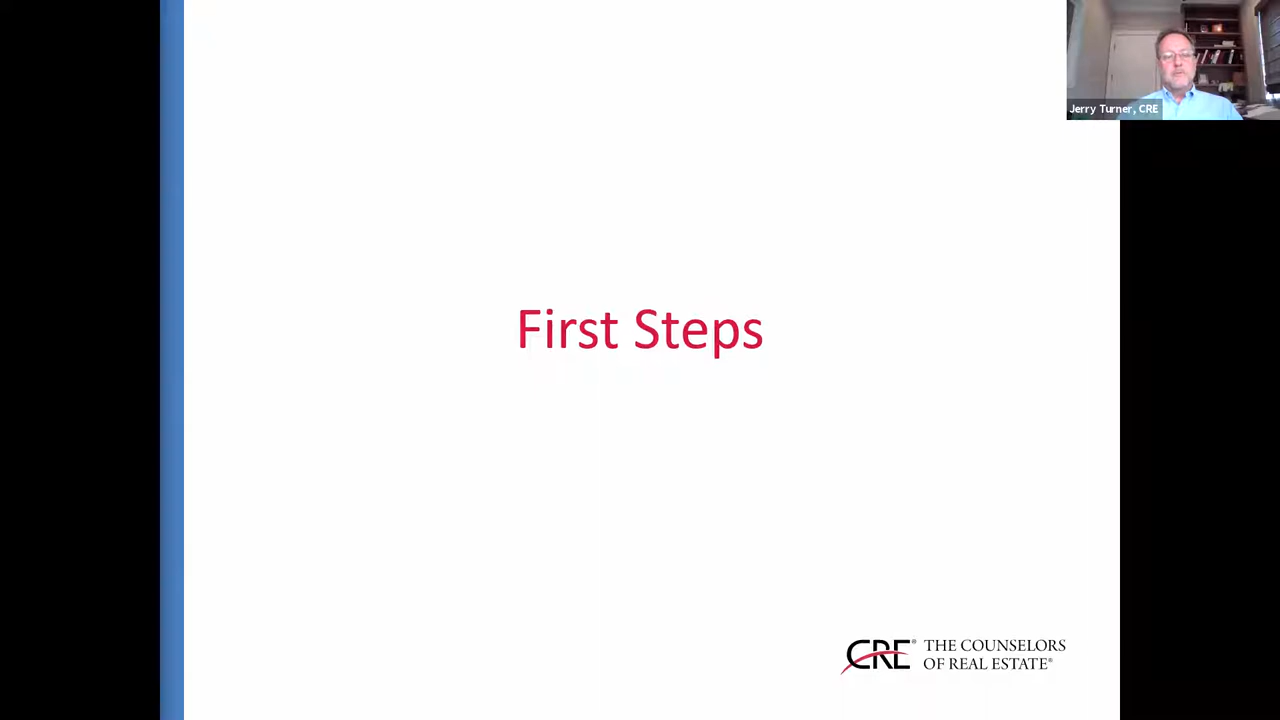 Jerry Turner, CRE
First Steps
CRE® THE COUNSELORS
OF REAL ESTATE®